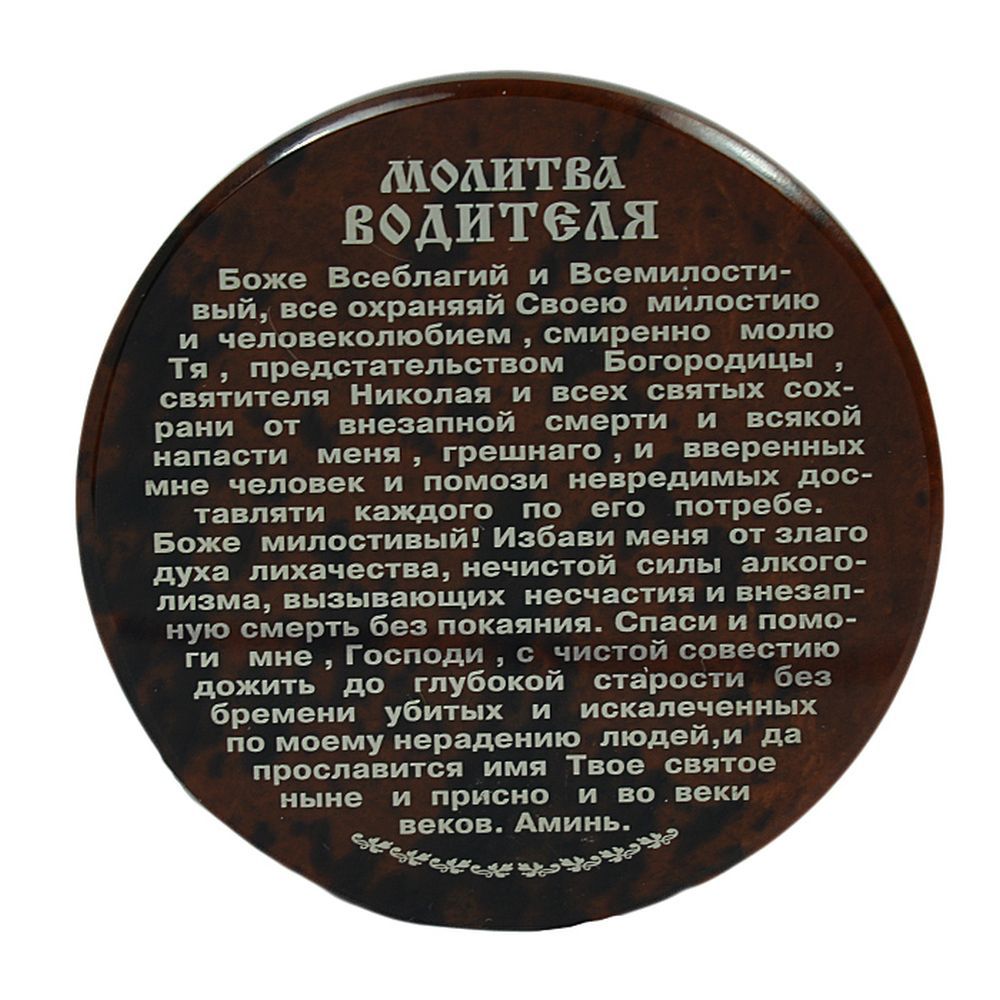 МОЛИТВА
ВОДИТЕЛЯ
Боже Всеблагий и Всемилости-
вый, все охраняяй Своею милостию
и человеколюбием , смиренно молю
Тя , предстательством Богородицы ,
святителя Николая и всех святых сох-
рани от внезапной смерти и всякой
напасти меня , грешнаго , и вверенных
мне человек и помози невредимых дос-
тавляти каждого по его потребе.
Боже милостивый! Избави меня от злаго
духа лихачества, нечистой силы алкого-
лизма, вызывающих несчастия и внезап-
ную смерть без покаяния. Спаси и помо-
ги мне , Господи , с чистой совестию
дожить до глубокой старости без
бремени убитых и искалеченных
по моему нерадению людей,и да
прославится имя Твое святое
ныне и присно и во веки
веков. Аминь.